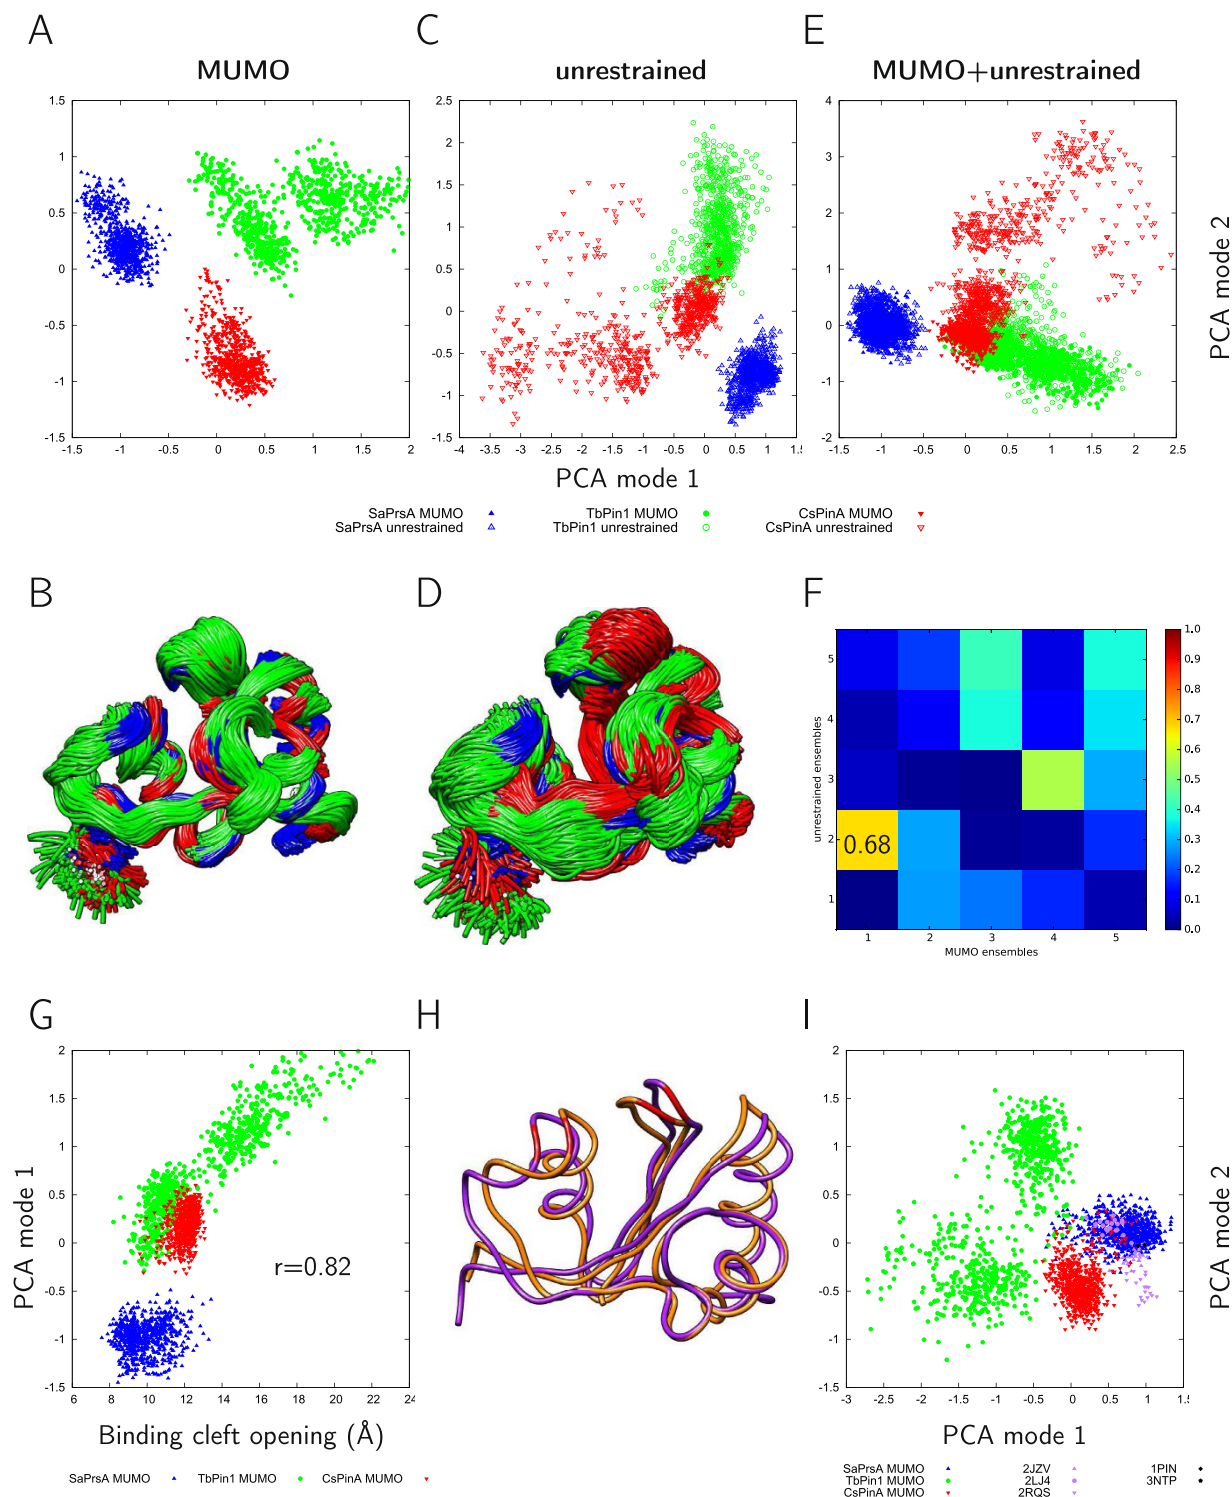 A
C
E
MUMO
unrestrained
MUMO+unrestrained
1.5
1
0.5
0
-0.5
-1
-1.5
-1.5 -1 -0.5 0 0.5 1 1.5 2
2.5
2
1.5
1
0.5
0
-0.5
-1
-1.5
-4 -3.5 -3 -2.5 -2 -1.5 -1 -0.5 0 0.5 1
4
3
2
1
0
-1
-2
-1.5 -1 -0.5 0 0.5 1 1.5 2 2.5
PCA mode 2
PCA mode 1
SaPrsA MUMO TbPin1 MUMO CsPinA MUMO
SaPrsA unrestrained TbPin1 unrestrained CsPinA unrestrained
B
D
F
unrestrained ensembles
5
4
3
2
1
0.68
1 2 3 4 5
MUMO ensembles
1.0
0.9
0.8
0.7
0.6
0.5
0.4
0.3
0.2
0.1
0.0
G
H
I
PCA mode 1
2
1.5
1
0.5
0
-0.5
-1
-1.5
r=0.82
6 8 10 12 14 16 18 20 22 24
Binding cleft opening (Å)
SaPrsA MUMO TbPin1 MUMO CsPinA MUMO
2
1.5
1
0.5
0
-0.5
-1
-1.5
-3 -2.5 -2 -1.5 -1 -0.5 0 0.5 1 1.5
PCA mode 2
PCA mode 1
SaPrsA MUMO 2JZV 1PIN
TbPin1 MUMO 2LJ4 3NTP
CsPinA MUMO 2RQS